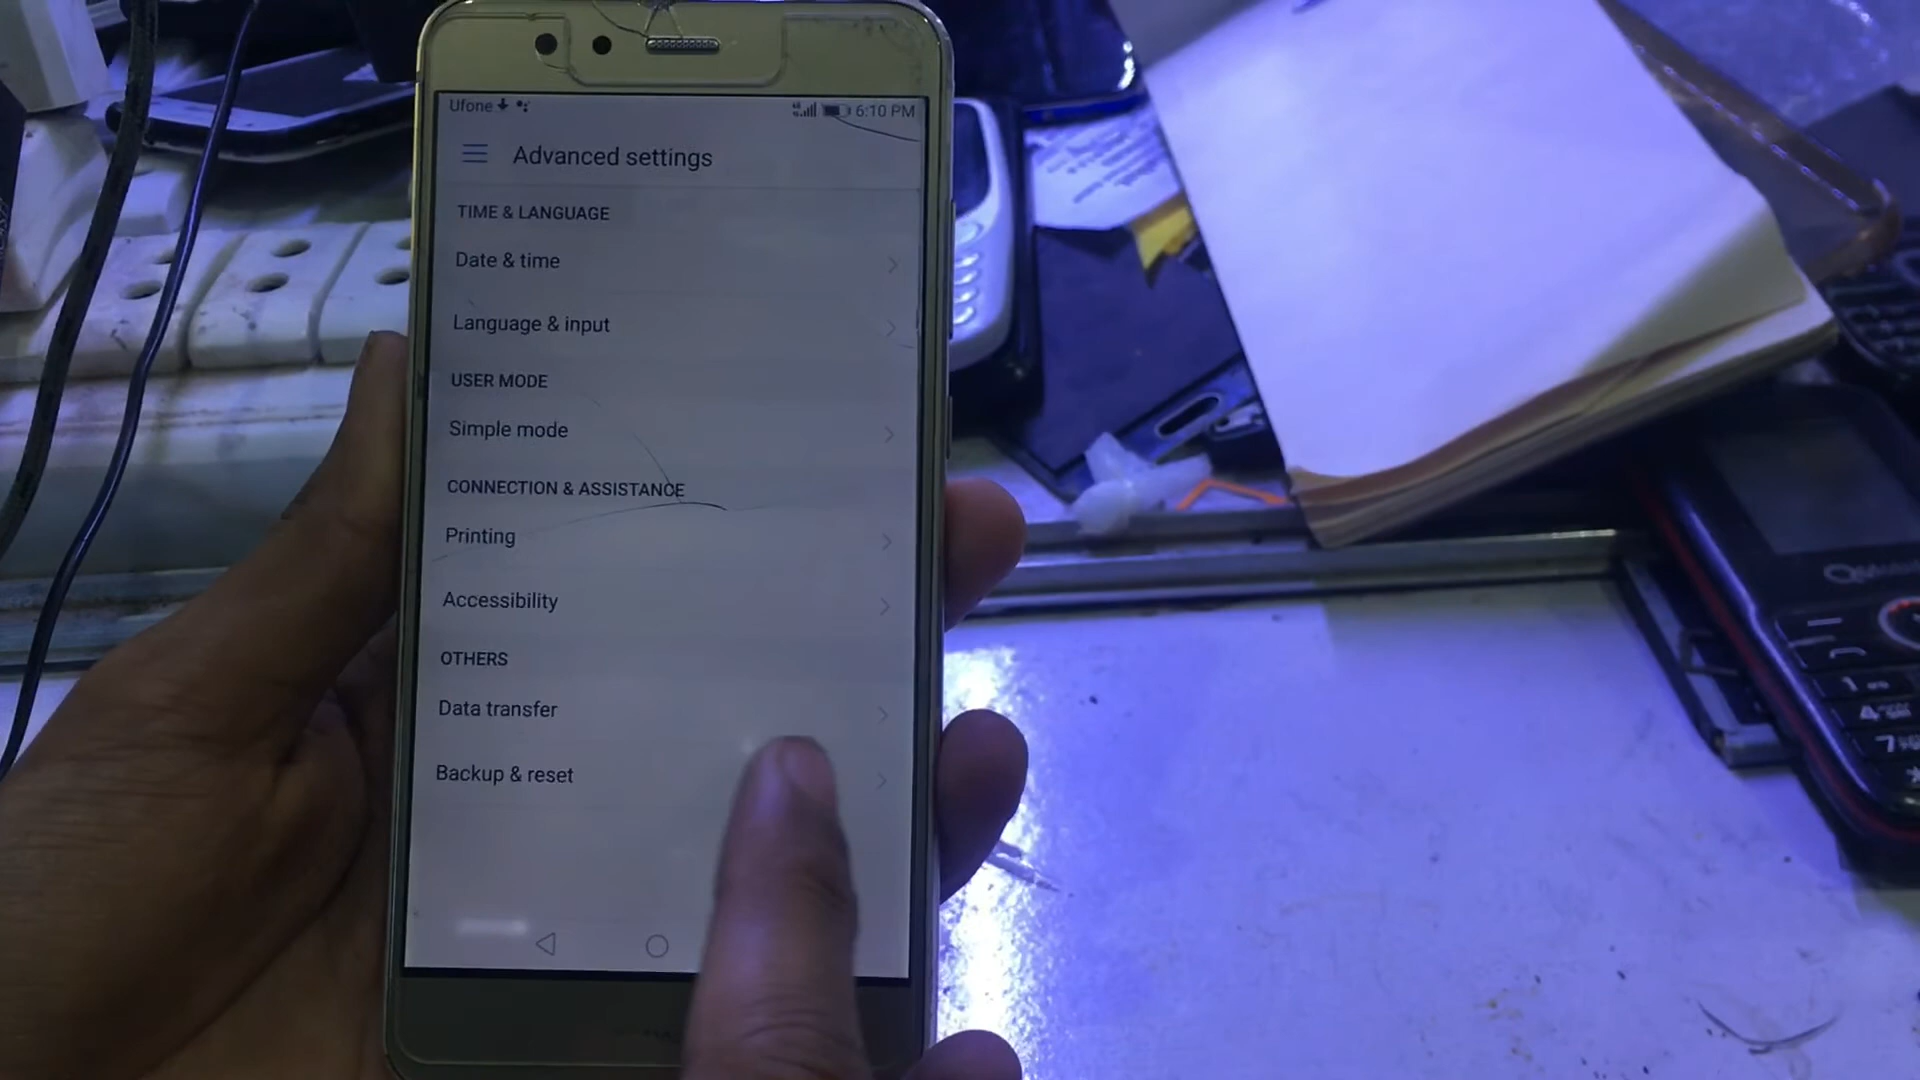 Ufone 6:10 PM
Advanced settings
TIME & LANGUAGE
Date & time
Language & input
USER MODE
Simple mode
CONNECTION & ASSISTANCE
Printing
Accessibility
OTHERS
Data transfer
Backup & reset